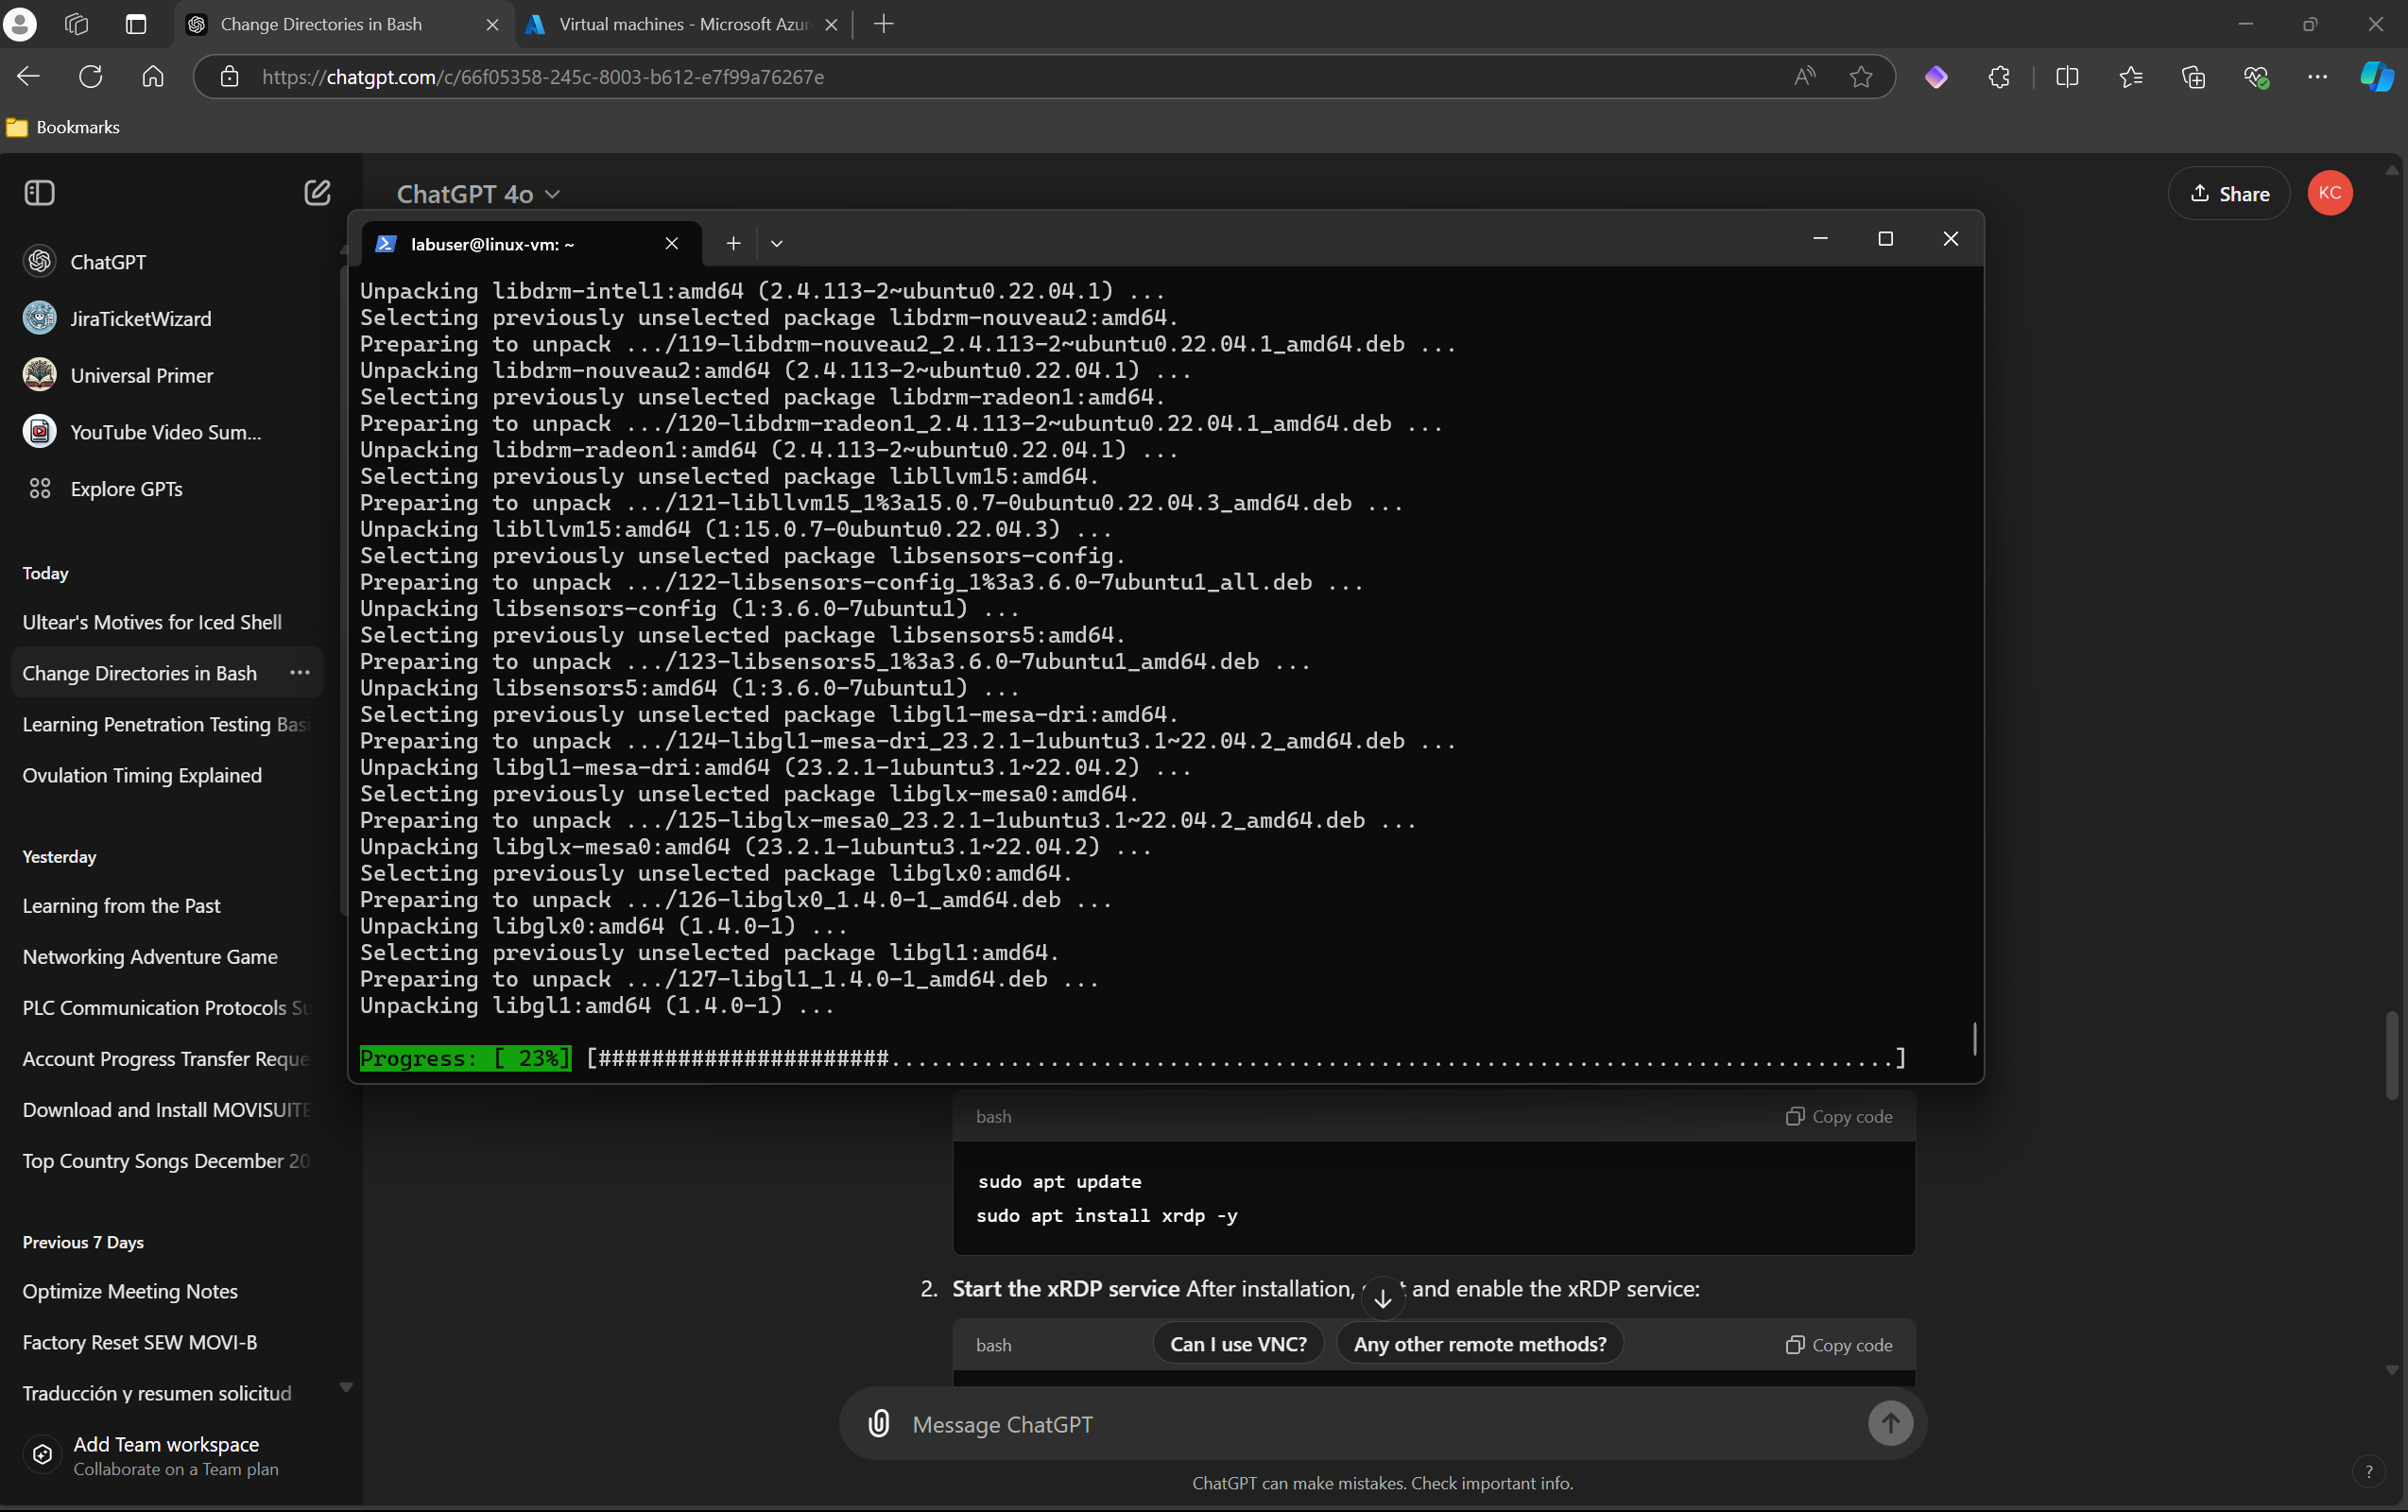 Change Directories in Bash
Virtual machines - Microsoft Azur
https://chatgpt.com/c/66f05358-245c-8003-b612-e7f99a76267e
Bookmarks
ChatGPT 4o
Share
KC
ChatGPT
JiraTicketWizard
Universal Primer
YouTube Video Sum...
Explore GPTs
Today
Ultear's Motives for Iced Shell
Change Directories in Bash
Learning Penetration Testing Basi
Ovulation Timing Explained
Yesterday
Learning from the Past
Networking Adventure Game
PLC Communication Protocols Su
Account Progress Transfer Reque
Download and Install MOVISUITE
Top Country Songs December 20
Previous 7 Days
Optimize Meeting Notes
Factory Reset SEW MOVI-B
Traducción y resumen solicitud
Add Team workspace
Collaborate on a Team plan
labuser@linux-vm: ~
Unpacking libdrm-intel1:amd64 (2.4.113-2~ubuntu0.22.04.1) ...
Selecting previously unselected package libdrm-nouveau2:amd64.
Preparing to unpack .../119-libdrm-nouveau2_2.4.113-2~ubuntu0.22.04.1_amd64.deb ...
Unpacking libdrm-nouveau2:amd64 (2.4.113-2~ubuntu0.22.04.1) ...
Selecting previously unselected package libdrm-radeon1:amd64.
Preparing to unpack .../120-libdrm-radeon1_2.4.113-2~ubuntu0.22.04.1_amd64.deb ...
Unpacking libdrm-radeon1:amd64 (2.4.113-2~ubuntu0.22.04.1) ...
Selecting previously unselected package libllvm15:amd64.
Preparing to unpack .../121-libllvm15_1%3a15.0.7-0ubuntu0.22.04.3_amd64.deb ...
Unpacking libllvm15:amd64 (1:15.0.7-0ubuntu0.22.04.3) ...
Selecting previously unselected package libsensors-config.
Preparing to unpack .../122-libsensors-config_1%3a3.6.0-7ubuntu1_all.deb ...
Unpacking libsensors-config (1:3.6.0-7ubuntu1) ...
Selecting previously unselected package libsensors5:amd64.
Preparing to unpack .../123-libsensors5_1%3a3.6.0-7ubuntu1_amd64.deb ...
Unpacking libsensors5:amd64 (1:3.6.0-7ubuntu1) ...
Selecting previously unselected package libgl1-mesa-dri:amd64.
Preparing to unpack .../124-libgl1-mesa-dri_23.2.1-1ubuntu3.1~22.04.2_amd64.deb ...
Unpacking libgl1-mesa-dri:amd64 (23.2.1-1ubuntu3.1~22.04.2) ...
Selecting previously unselected package libglx-mesa0:amd64.
Preparing to unpack .../125-libglx-mesa0_23.2.1-1ubuntu3.1~22.04.2_amd64.deb ...
Unpacking libglx-mesa0:amd64 (23.2.1-1ubuntu3.1~22.04.2) ...
Selecting previously unselected package libglx0:amd64.
Preparing to unpack .../126-libglx0_1.4.0-1_amd64.deb ...
Unpacking libglx0:amd64 (1.4.0-1) ...
Selecting previously unselected package libgl1:amd64.
Preparing to unpack .../127-libgl1_1.4.0-1_amd64.deb ...
Unpacking libgl1:amd64 (1.4.0-1) ...
Progress: [ 23%] [######################............................................................................]
bash
Copy code
sudo apt update
sudo apt install xrdp -y
2. Start the xRDP service After installation, and enable the xRDP service:
bash
Can I use VNC?
Any other remote methods?
Copy code
Message ChatGPT
ChatGPT can make mistakes. Check important info.
?